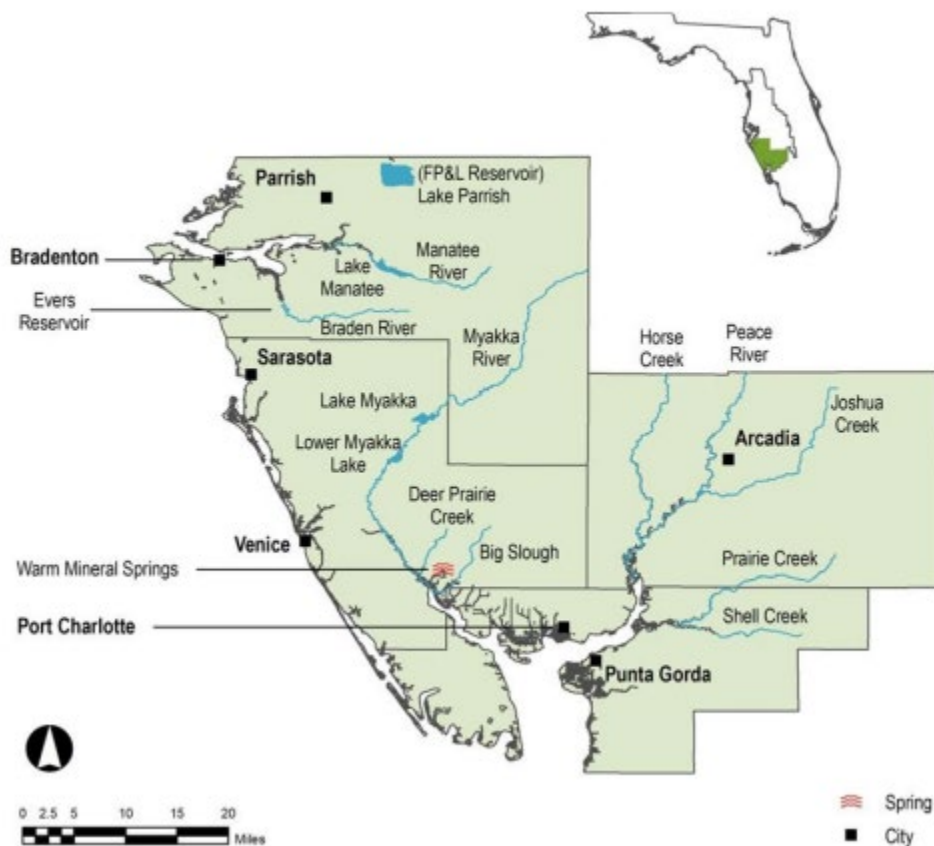 Parrish
(FP&L Reservoir)
Lake Parrish
Bradenton
Lake
Manatee
Manatee
River
Evers
Reservoir
Braden River
Myakka
River
Horse
Creek
Peace
River
Sarasota
Lake Myakka
Joshua
Creek
Lower Myakka
Lake
Arcadia
Deer Prairie
Creek
Venice
Big Slough
Prairie Creek
Warm Mineral Springs
Shell Creek
Port Charlotte
Punta Gorda
0 2.5 5 10 15 20
Miles
Spring
City